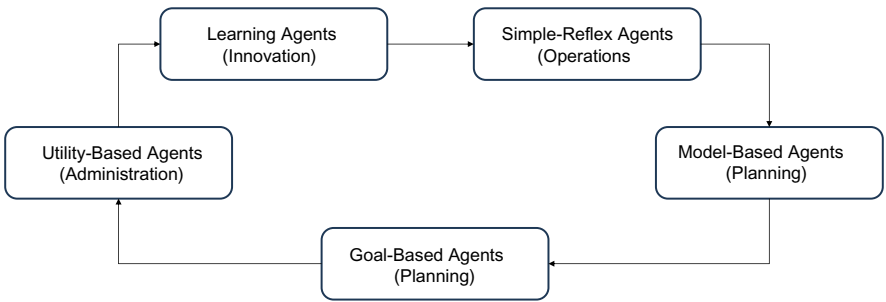 Learning Agents
(Innovation)
Simple-Reflex Agents
(Operations
Utility-Based Agents
(Administration)
Model-Based Agents
(Planning)
Goal-Based Agents
(Planning)